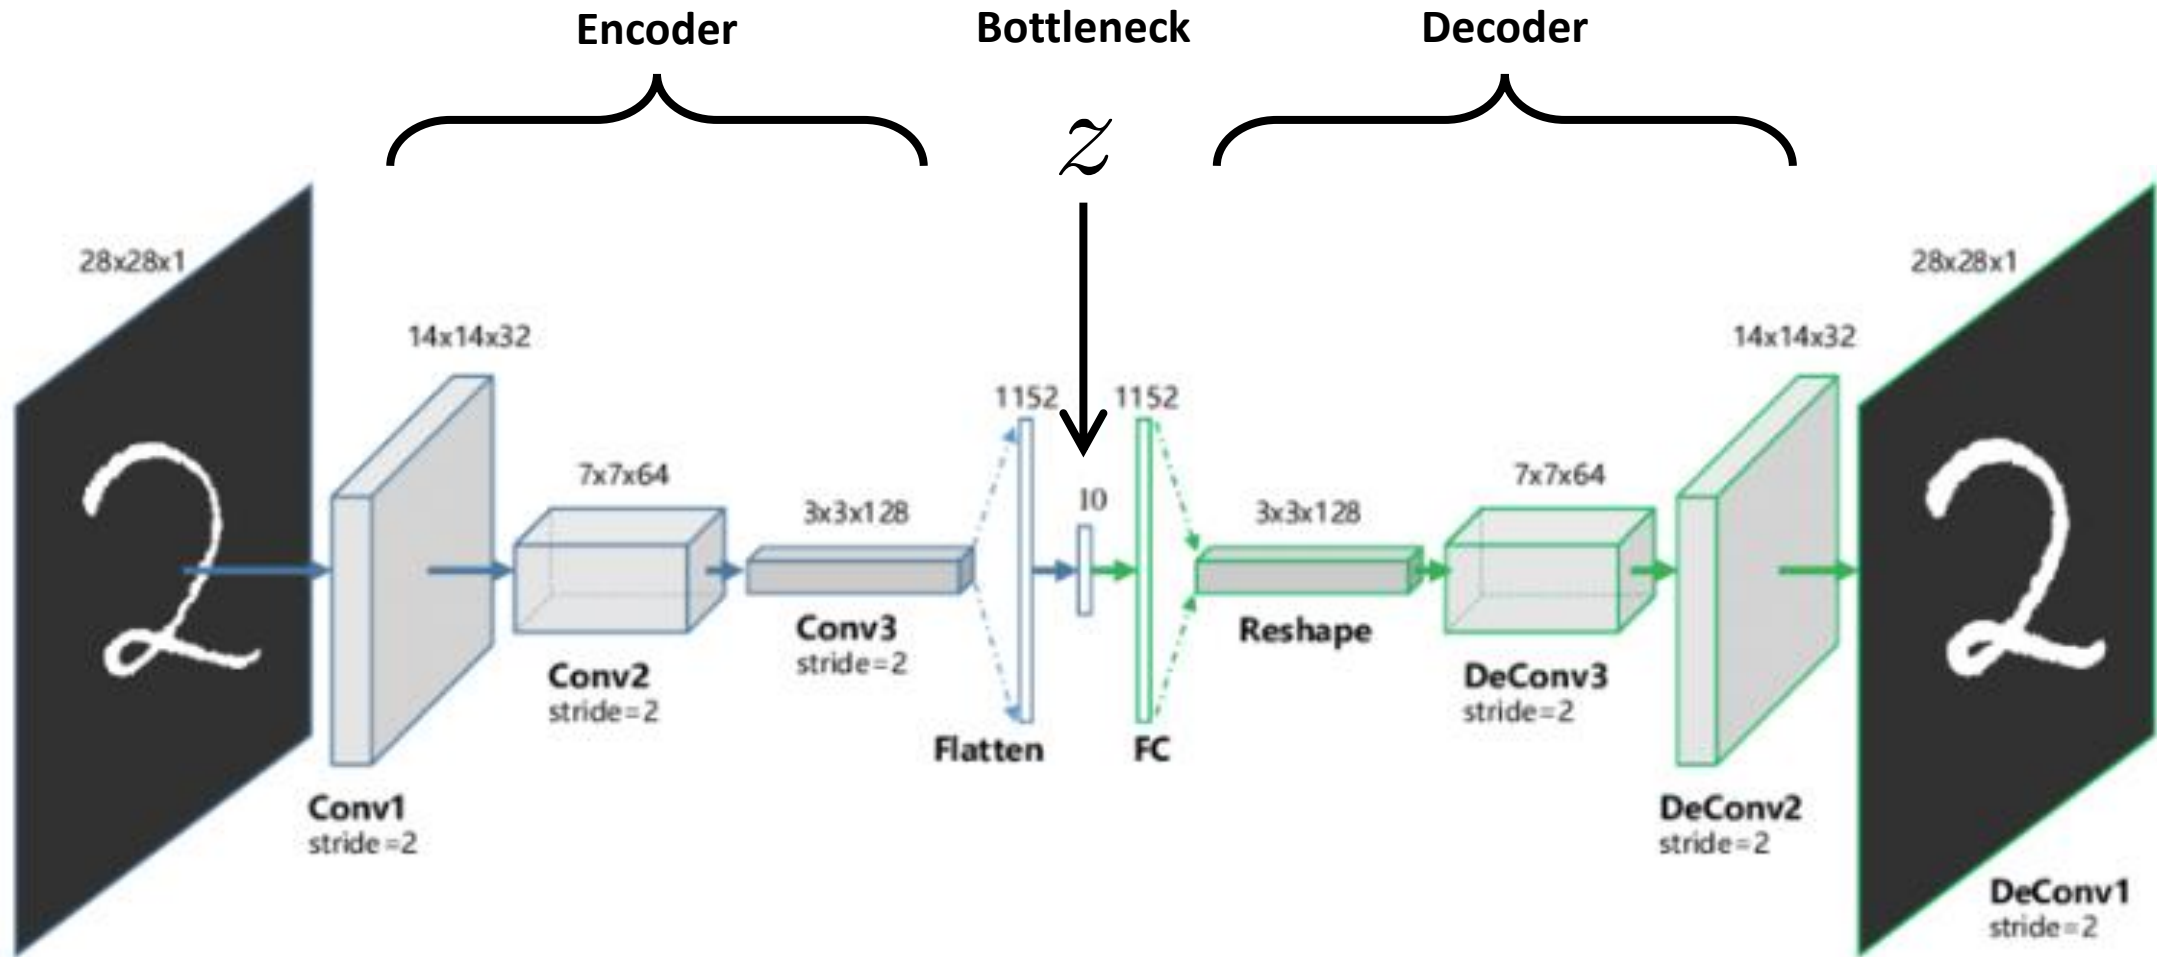 Encoder
Bottleneck
Decoder
z
28x28x1
28x28x1
14x14x32
14x14x32
1152
1152
7x7x64
7x7x64
10
3x3x128
3x3x128
Conv3
stride=2
Reshape
Conv2
stride=2
DeConv3
stride=2
Flatten
FC
Conv1
stride=2
DeConv2
stride=2
DeConv1
stride=2
2
2